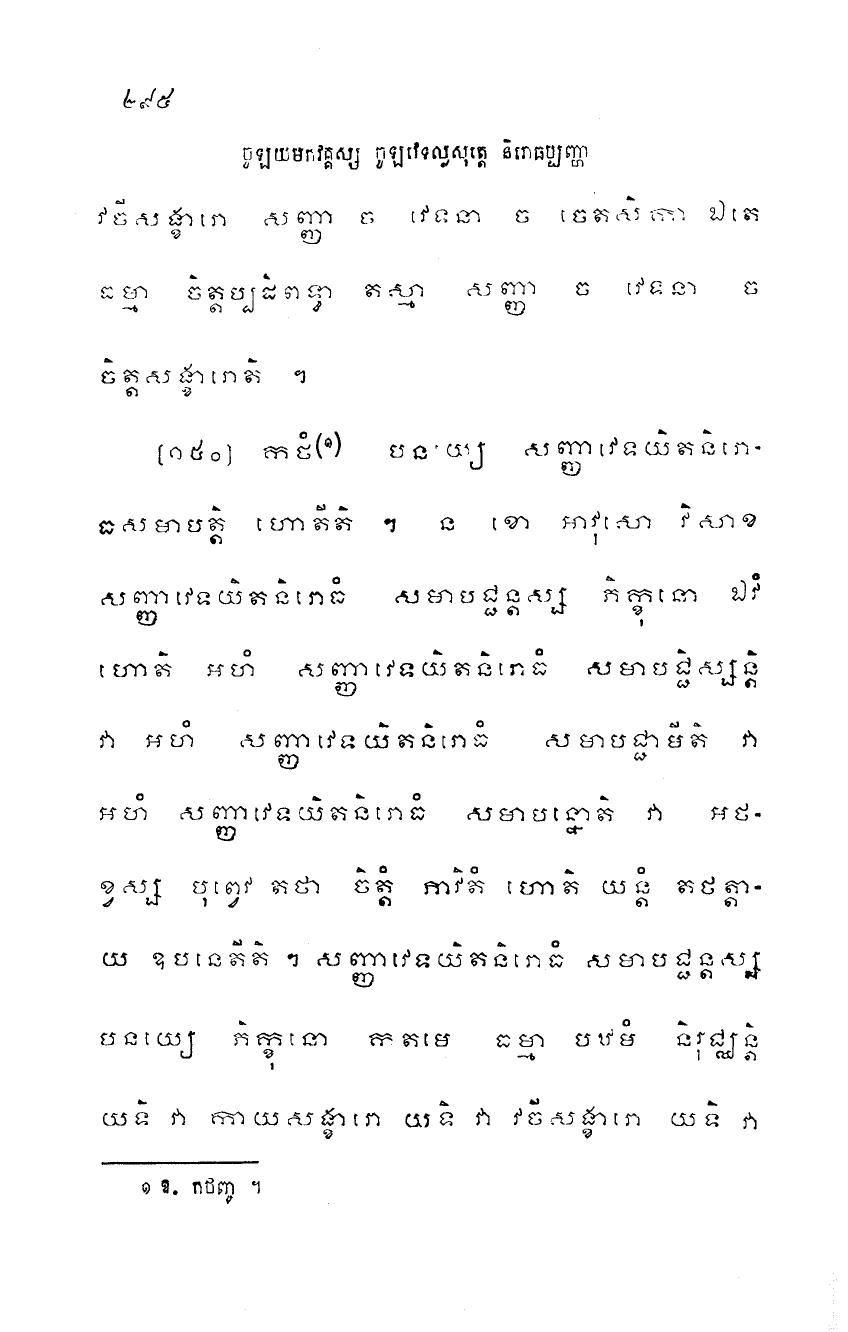 ២៩៥
ចូឡយមកវគ្គស្ស ចូឡវេទល្លសុត្តេ និរោធប្បញ្ហា
វចីសង្ខារោ សញ្ញា ច វេទនា ច ចេតសិកា ឯតេ
ធម្មា ចិត្តប្បដិពទ្ធា តស្មា សញ្ញា ច វេទនា ច
ចិត្តសង្ខារោតិ ។
[១៥០] កថំ(១) បនយ្យេ សញ្ញាវេទយិតនិរោ-
ធសមាបត្តិ ហោតីតិ ។ ន ខោ អាវុសោ វិសាខ
សញ្ញាវេទយិតនិរោធំ សមាបជ្ជន្តស្ស ភិក្ខុនោ ឯវំ
ហោតិ អហំ សញ្ញាវេទយិតនិរោធំ សមាបជ្ជិស្សន្តិ
វា អហំ សញ្ញាវេទយិតនិរោធំ សមាបជ្ជាមីតិ វា
អហំ សញ្ញាវេទយិតនិរោធំ សមាបន្នោតិ វា អថ-
ខ្វស្ស បុព្វេវ តថា ចិត្តំ ភាវិតំ ហោតិ យន្តំ តថត្តា-
យ ឧបនេតីតិ ។ សញ្ញាវេទយិតនិរោធំ សមាបជ្ជន្តស្ស
បនយ្យេ ភិក្ខុនោ កតមេ ធម្មា បឋមំ និរុជ្ឈន្តិ
យទិ វា កាយសង្ខារោ យទិ វា វចីសង្ខារោ យទិ វា
១ ឱ. កថញ្ច ។